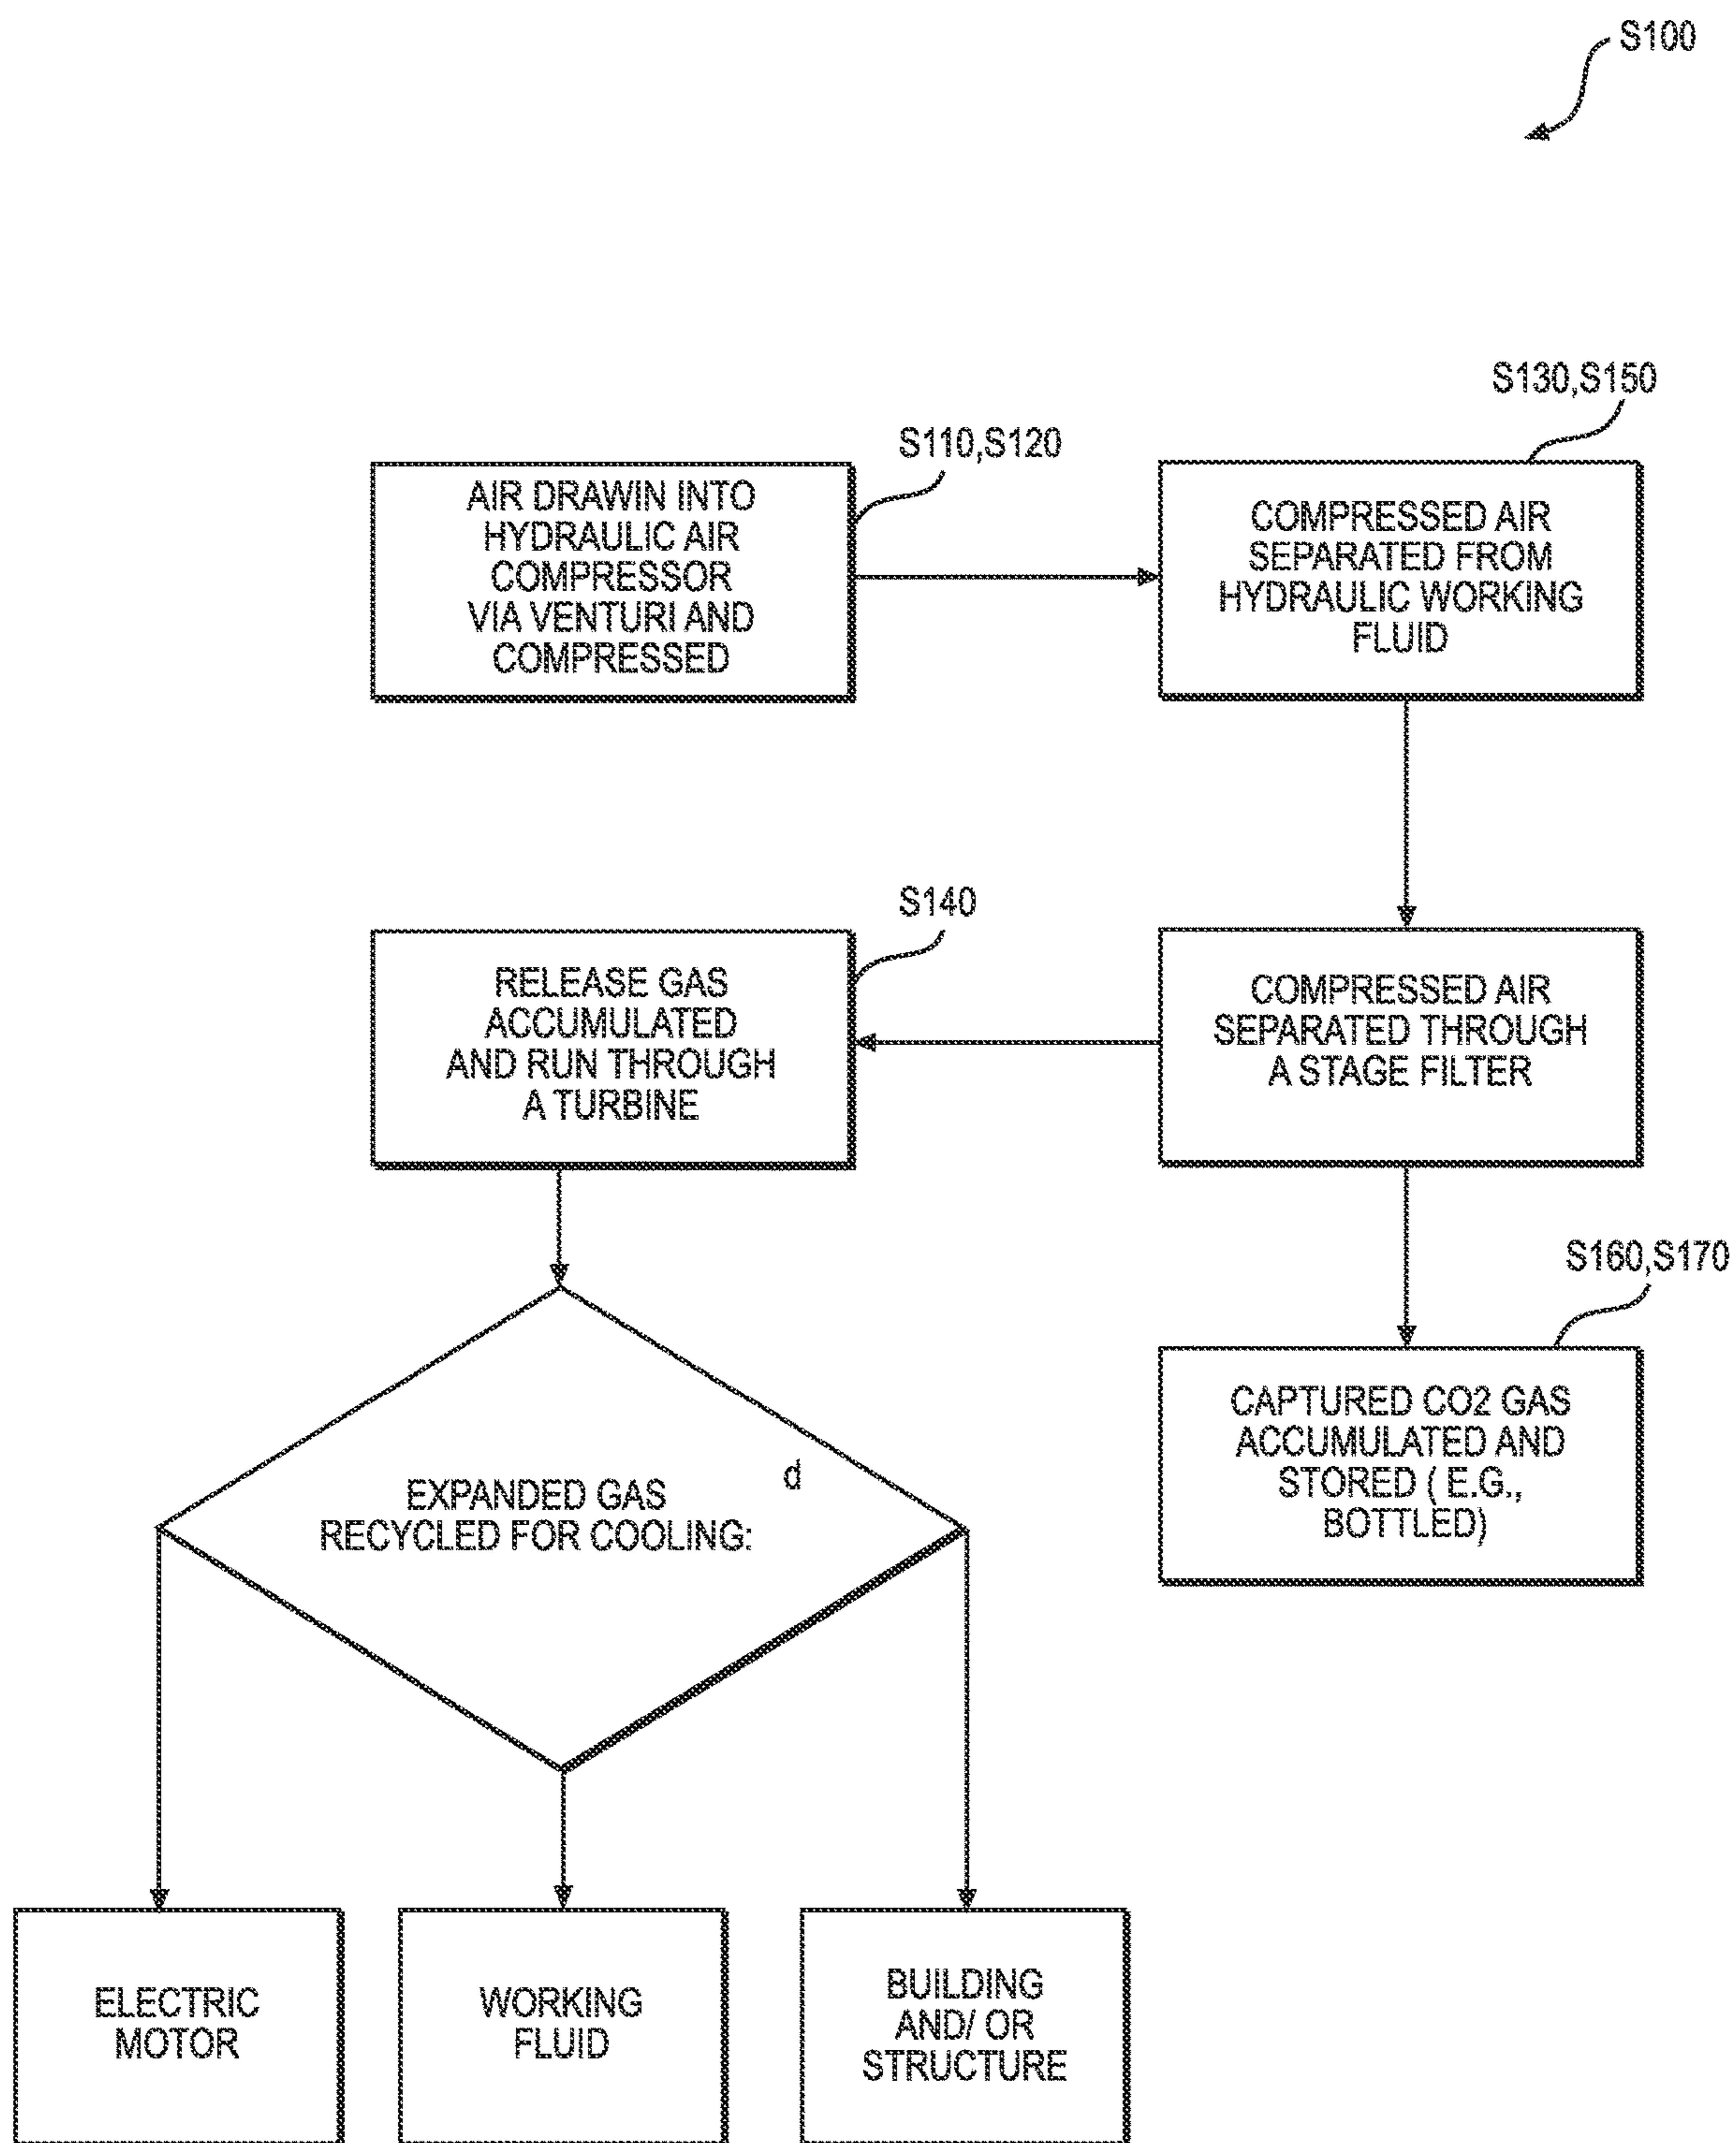 S100
S110,S120
S130,S150
AIR DRAWIN INTO
HYDRAULIC AIR
COMPRESSOR
VIA VENTURI AND
COMPRESSED
COMPRESSED AIR
SEPARATED FROM
HYDRAULIC WORKING
FLUID
S140
RELEASE GAS
ACCUMULATED
AND RUN THROUGH
A TURBINE
COMPRESSED AIR
SEPARATED THROUGH
A STAGE FILTER
S160,S170
CAPTURED CO2 GAS
ACCUMULATED AND
STORED ( E.G.,
BOTTLED)
d
EXPANDED GAS
RECYCLED FOR COOLING:
ELECTRIC
MOTOR
WORKING
FLUID
BUILDING
AND/ OR
STRUCTURE